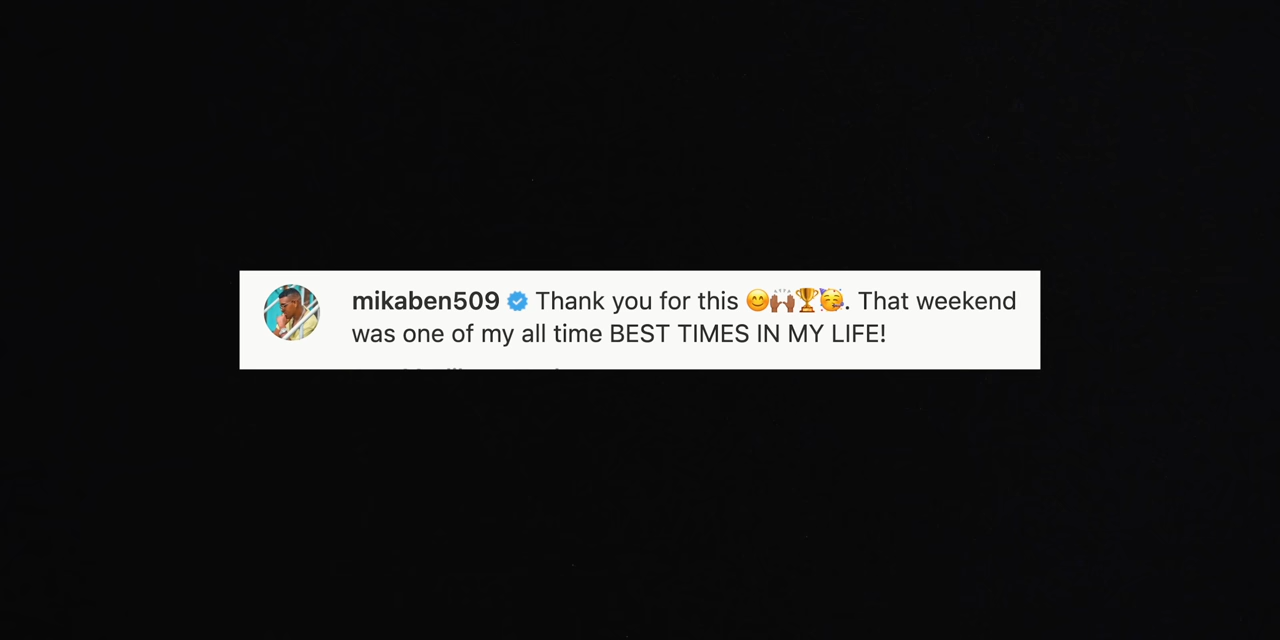 mikaben509 Thank you for this 😊🙌🏾🏆🥳. That weekend
was one of my all time BEST TIMES IN MY LIFE!